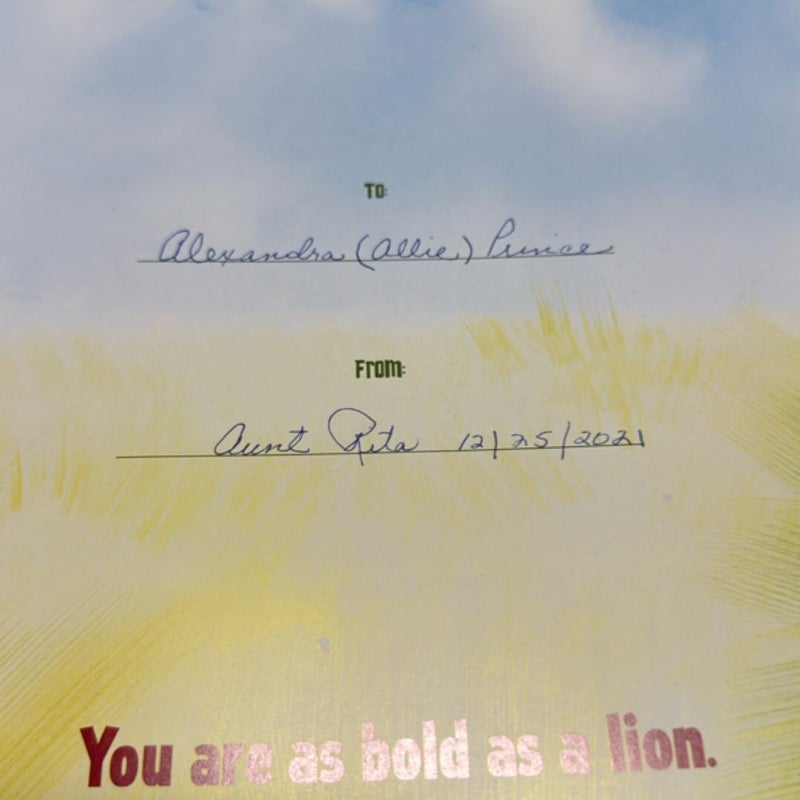 TO:
Alexandra (Allie) Prince
From:
Aunt Rita 12/25/2021
You are as bold as a lion.